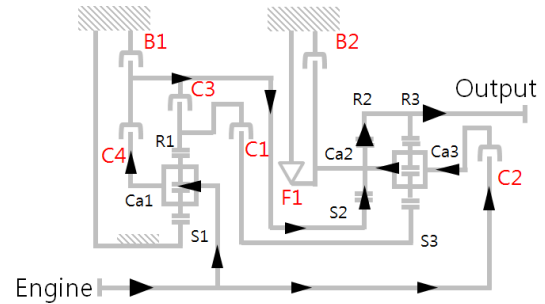 B1
B2
C3
R2
R3
Output
C4
R1
C1
Ca2
Ca3
C2
Ca1
F1
S2
S1
S3
Engine